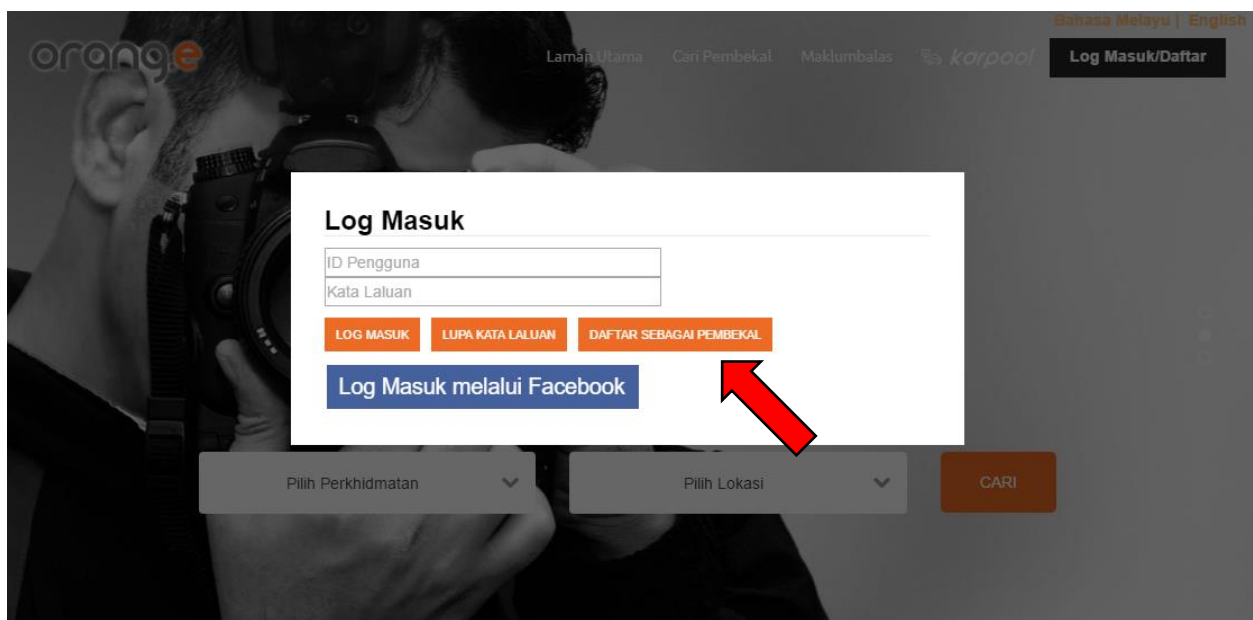 Bahasa Melayu | English
orange
Laman Utama Cari Pembekal Maklumbalas karpool Log Masuk/Daftar
Log Masuk
ID Pengguna
Kata Laluan
LOG MASUK LUPA KATA LALUAN DAFTAR SEBAGAI PEMBEKAL
Log Masuk melalui Facebook
Pilih Perkhidmatan Pilih Lokasi CARI